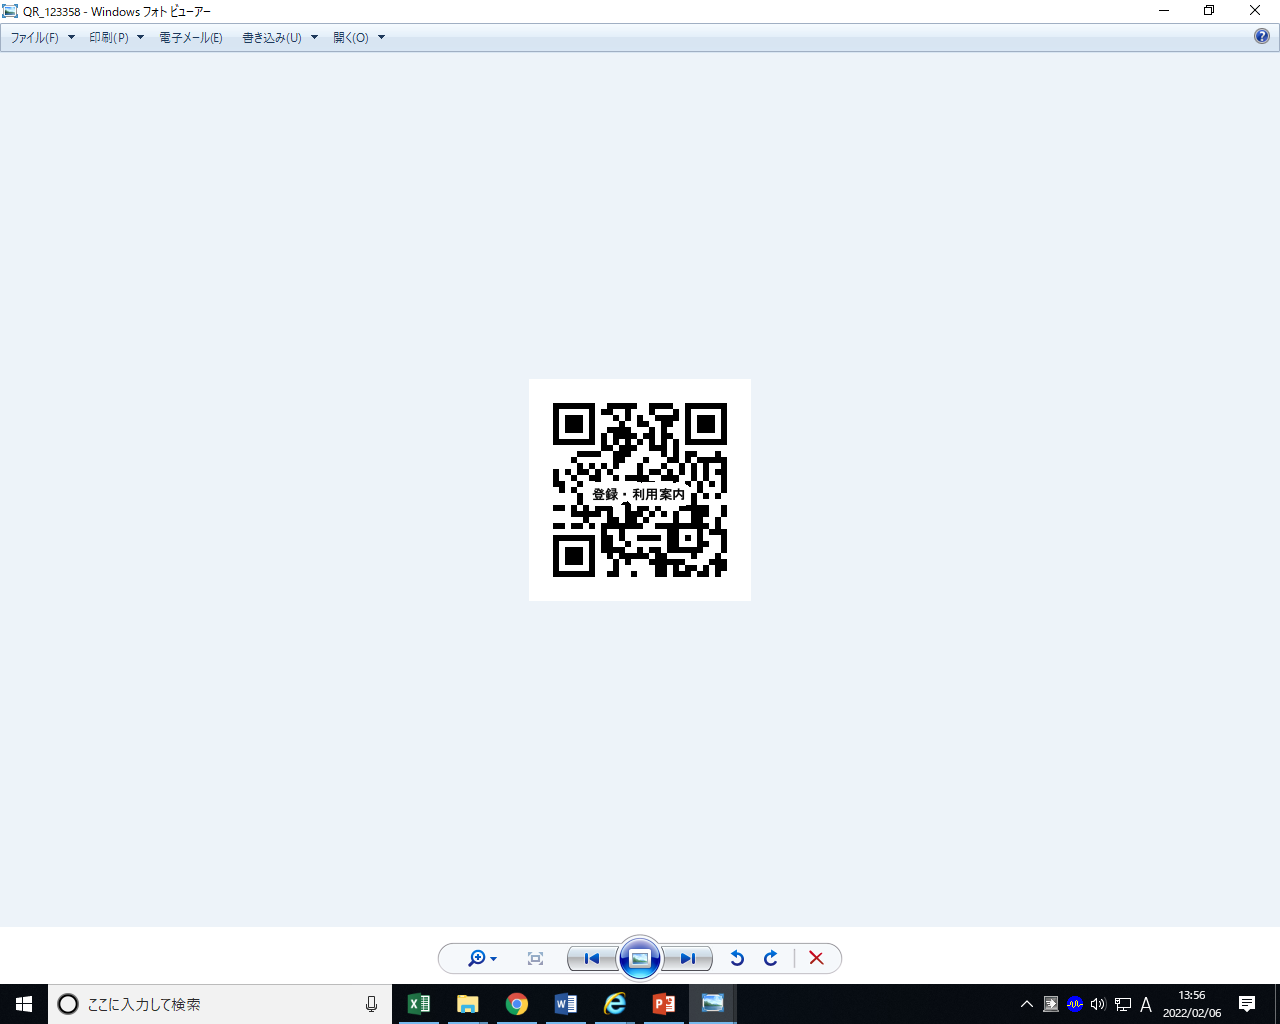 QR_123358 - Windows フォト ビューアー
ファイル(F) 印刷(P) 電子メール(E) 書き込み(U) 開く(O)
登録・利用案内
ここに入力して検索
A
13:56
2022/02/06